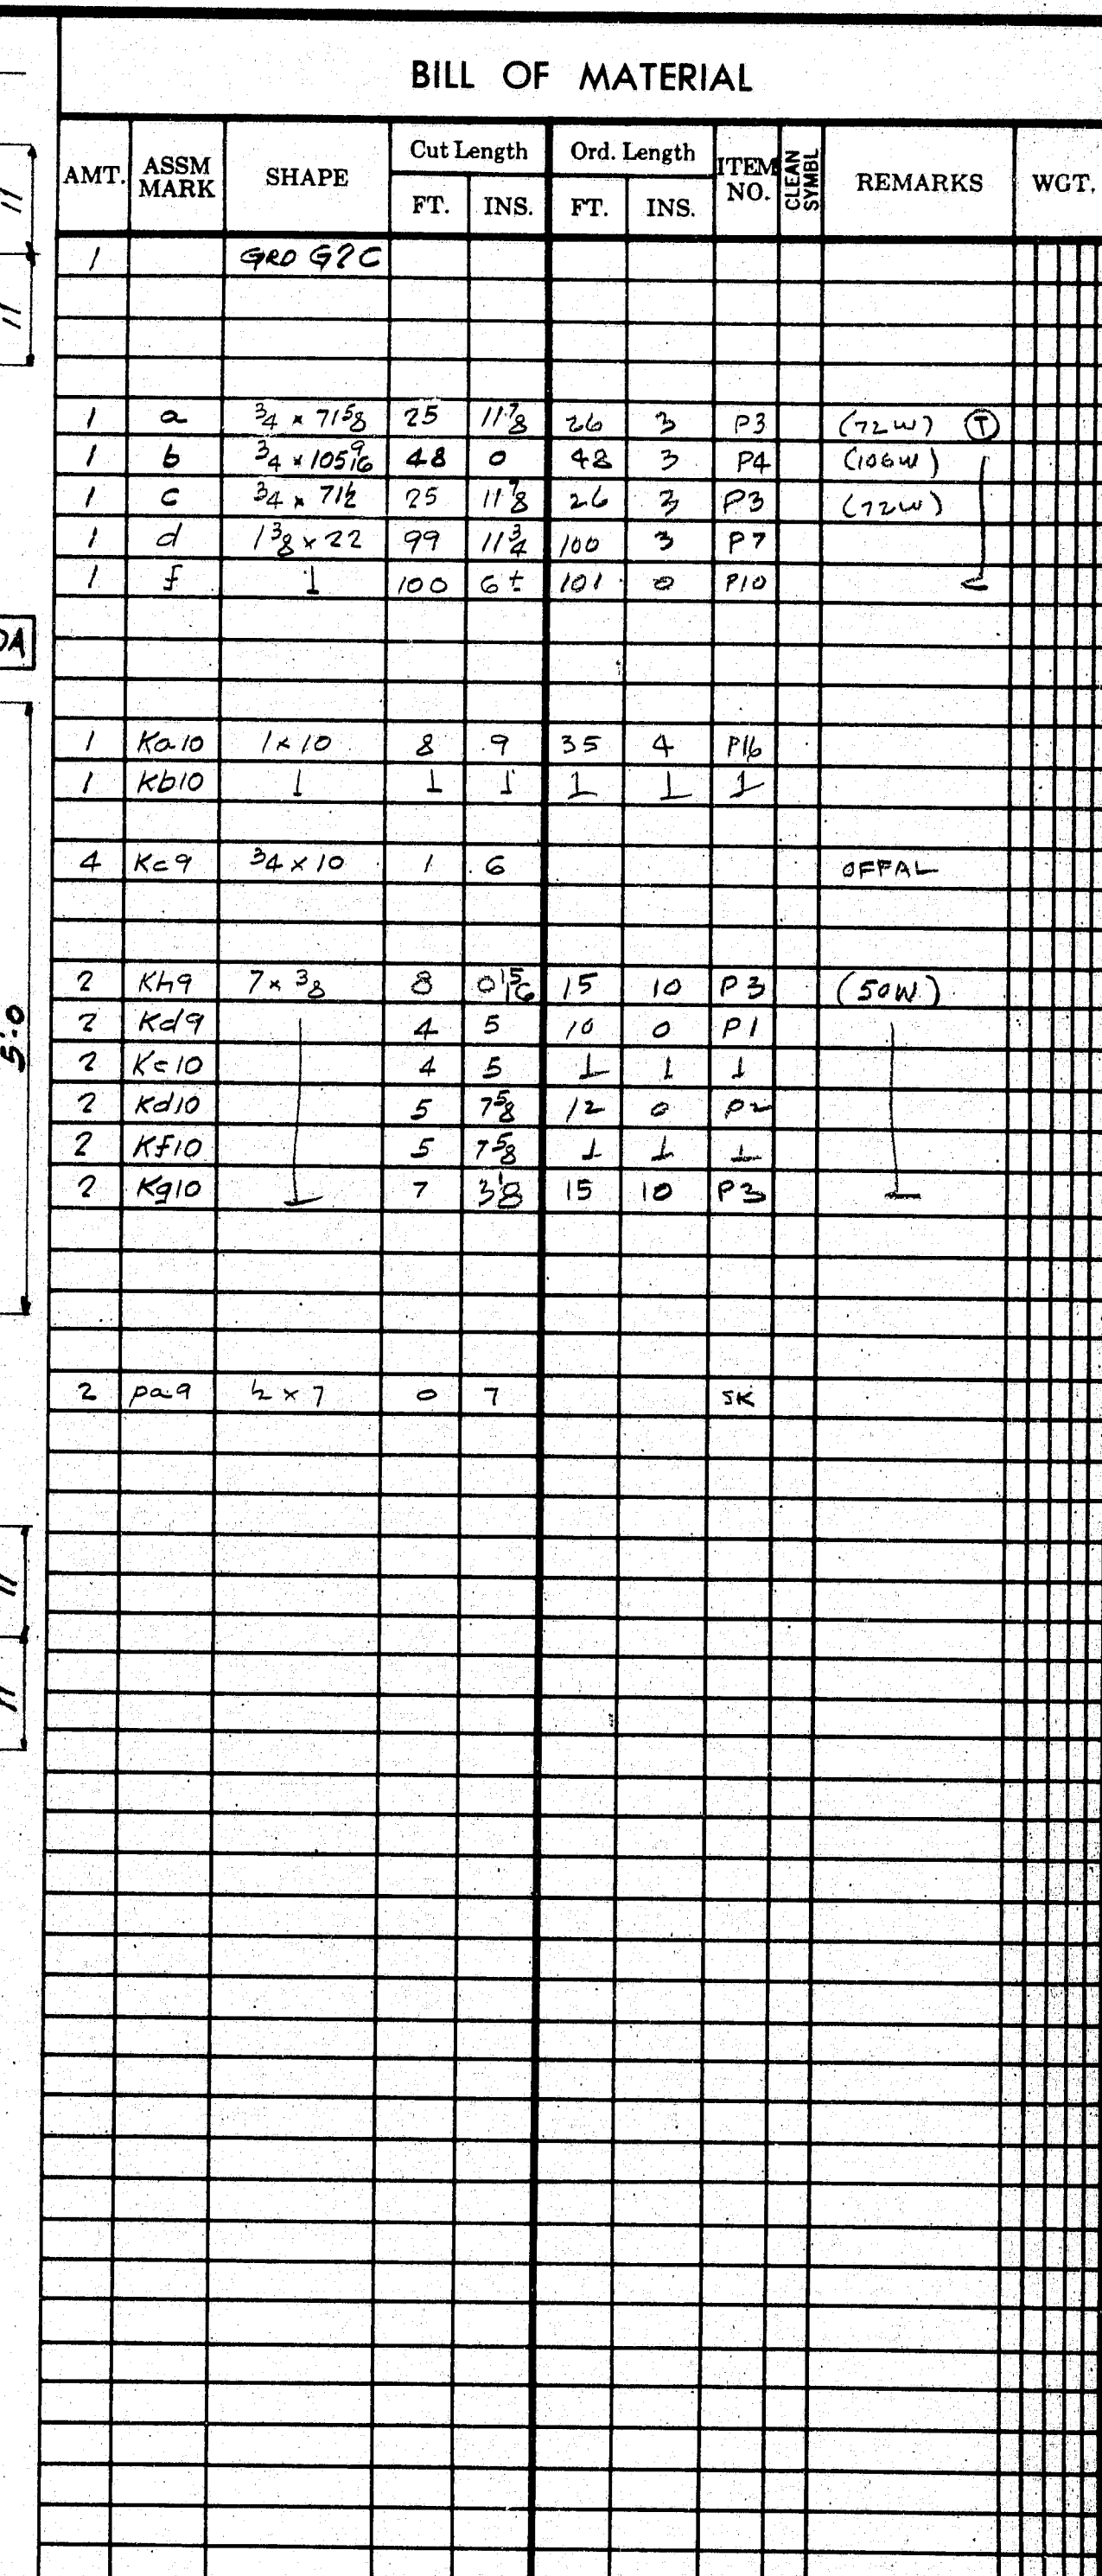 BILL OF MATERIAL
AMT. ASSM MARK SHAPE Cut Length FT. INS. Ord. Length FT. INS. ITEM NO. CLEAN SYMBL REMARKS WGT.
1 GRD G2C
1 a 3/4 × 71 5/8 25 11 7/8 26 3 P3 (72W) T
1 b 3/4 × 105 9/16 48 0 48 3 P4 (106W)
1 c 3/4 × 71 1/2 25 11 7/8 26 3 P3 (72W)
1 d 1 3/8 × 22 99 11 3/4 100 3 P7
1 f ⊥ 100 6± 101 0 P10
1 Ka10 1×10 8 9 35 4 P16
1 Kb10 ⊥ ⊥ ⊥ ⊥ ⊥ ⊥
4 Kc9 3/4 × 10 1 6 OFFAL
2 Kh9 7× 3/8 8 0 15/16 15 10 P3 (50W)
2 Kd9 4 5 10 0 P1
2 Kc10 4 5 ⊥ ⊥ ⊥
2 Kd10 5 7 5/8 12 0 P2
2 Kf10 5 7 5/8 ⊥ ⊥ ⊥
2 Kg10 7 3 1/8 15 10 P3
2 pa9 1/2 × 7 0 7 SK
5'-0